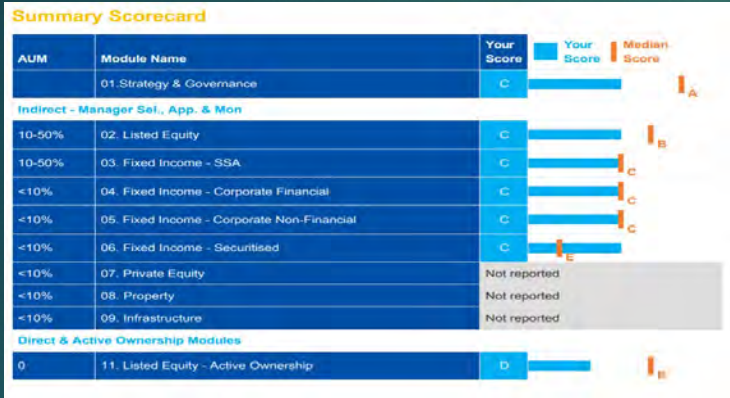 Summary Scorecard
AUM Module Name Your Score Your Score Median Score
01.Strategy & Governance C A
Indirect - Manager Sel., App. & Mon
10-50% 02. Listed Equity C B
10-50% 03. Fixed Income - SSA C C
<10% 04. Fixed Income - Corporate Financial C C
<10% 05. Fixed Income - Corporate Non-Financial C C
<10% 06. Fixed Income - Securitised C E
<10% 07. Private Equity Not reported
<10% 08. Property Not reported
<10% 09. Infrastructure Not reported
Direct & Active Ownership Modules
0 11. Listed Equity - Active Ownership D B